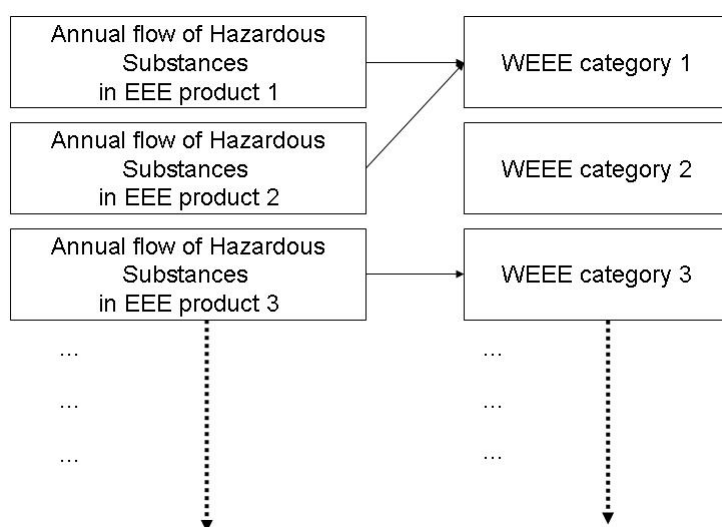 Annual flow of Hazardous
Substances
in EEE product 1
WEEE category 1
Annual flow of Hazardous
Substances
in EEE product 2
WEEE category 2
Annual flow of Hazardous
Substances
in EEE product 3
WEEE category 3
...
...
...
...
...
...